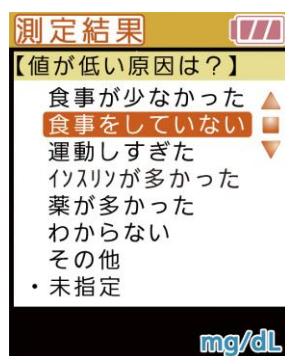 測定結果
【値が低い原因は？】
食事が少なかった
食事をしていない
運動しすぎた
ｲﾝｽﾘﾝが多かった
薬が多かった
わからない
その他
・未指定
mg/dL